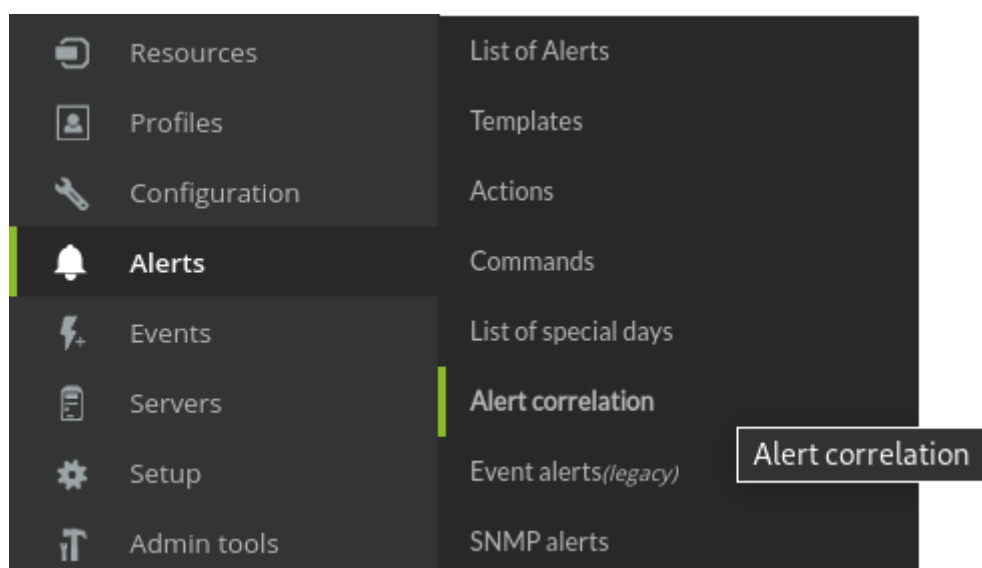 Resources
Profiles
Configuration
Alerts
Events
Servers
Setup
Admin tools
List of Alerts
Templates
Actions
Commands
List of special days
Alert correlation
Event alerts(legacy)
SNMP alerts
Alert correlation